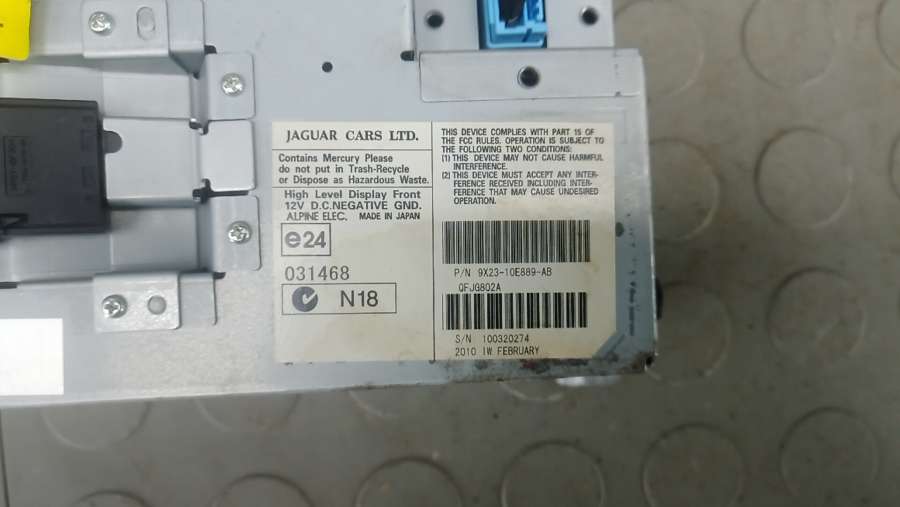 JAGUAR CARS LTD.
Contains Mercury Please
do not put in Trash-Recycle
or Dispose as Hazardous Waste.
High Level Display Front
12V D.C.NEGATIVE GND.
ALPINE ELEC. MADE IN JAPAN
e24
031468
N18
THIS DEVICE COMPLIES WITH PART 15 OF
THE FCC RULES. OPERATION IS SUBJECT TO
THE FOLLOWING TWO CONDITIONS:
(1) THIS DEVICE MAY NOT CAUSE HARMFUL
INTERFERENCE.
(2) THIS DEVICE MUST ACCEPT ANY INTER-
FERENCE RECEIVED INCLUDING INTER-
FERENCE THAT MAY CAUSE UNDESIRED
OPERATION.
P/N 9X23-10E889-AB
QFJG802A
S/N 100320274
2010 IW FEBRUARY